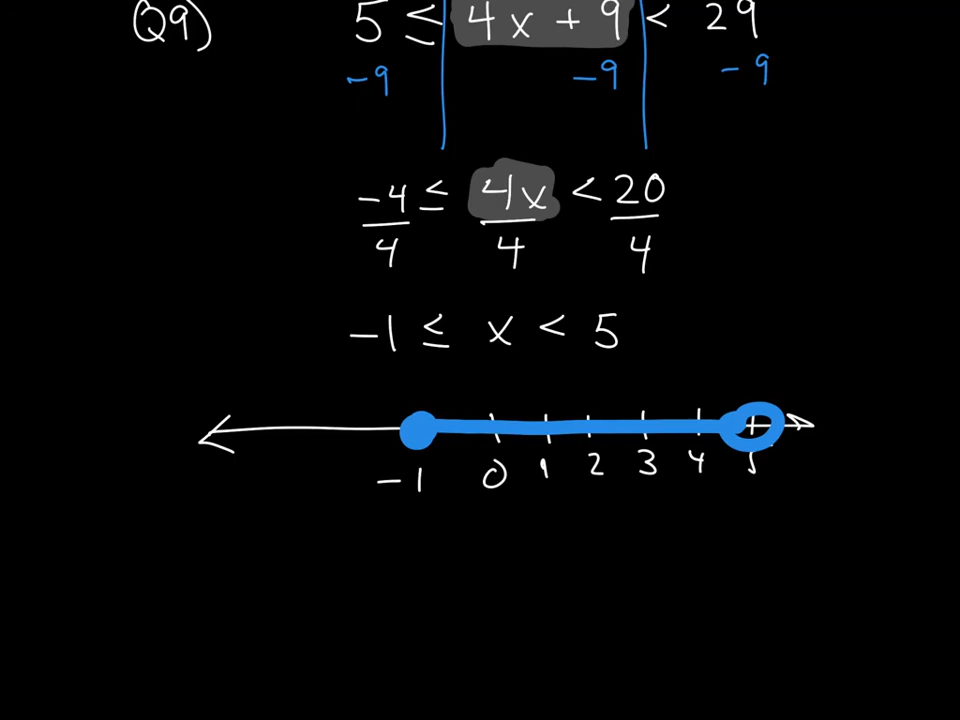 Q9) 5 ≤ 4x + 9 < 29
-9 -9 -9
-4 ≤ 4x < 20
4 4 4
-1 ≤ x < 5
-1 0 1 2 3 4 5